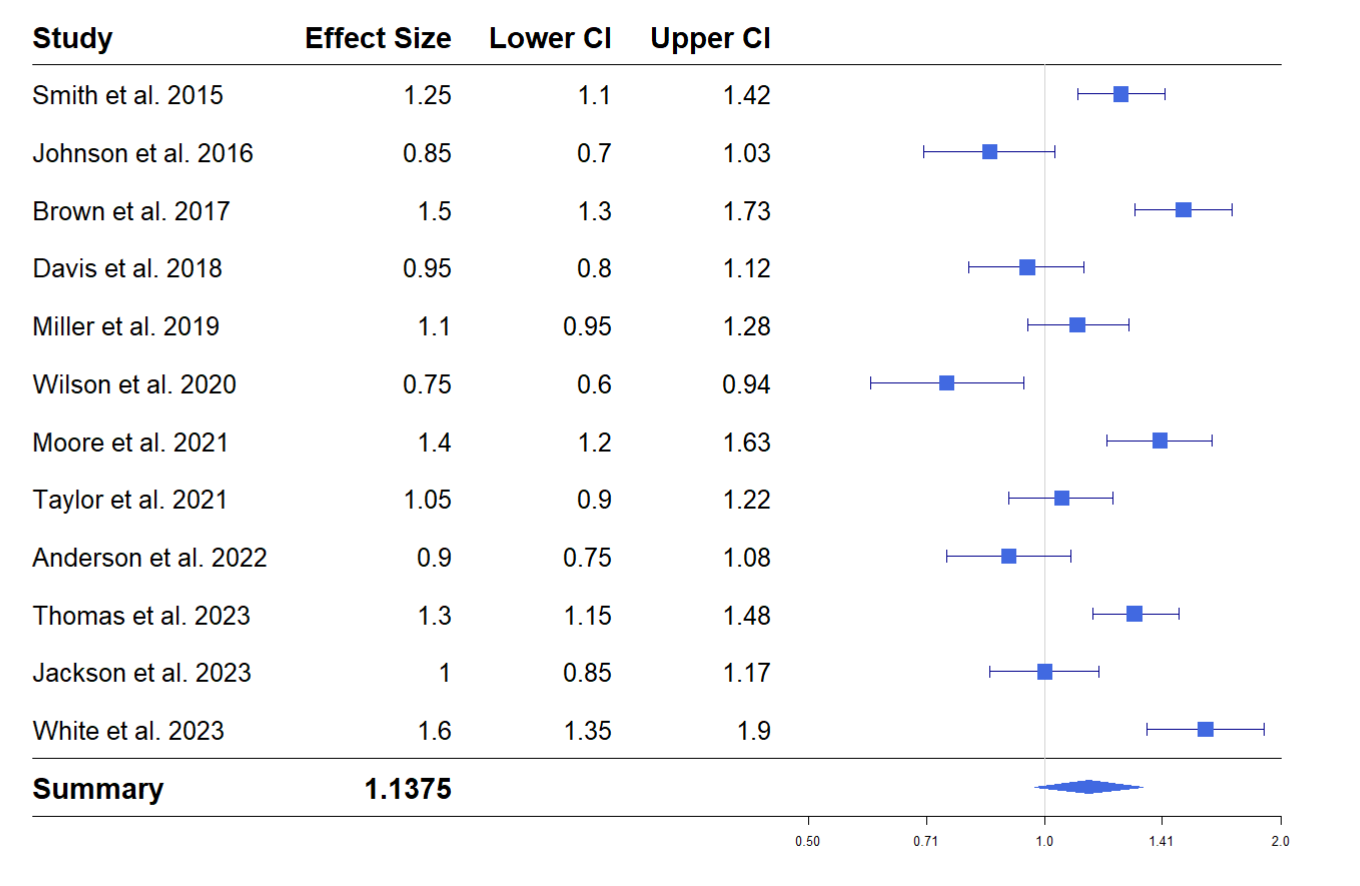 Study Effect Size Lower CI Upper CI
Smith et al. 2015 1.25 1.1 1.42
Johnson et al. 2016 0.85 0.7 1.03
Brown et al. 2017 1.5 1.3 1.73
Davis et al. 2018 0.95 0.8 1.12
Miller et al. 2019 1.1 0.95 1.28
Wilson et al. 2020 0.75 0.6 0.94
Moore et al. 2021 1.4 1.2 1.63
Taylor et al. 2021 1.05 0.9 1.22
Anderson et al. 2022 0.9 0.75 1.08
Thomas et al. 2023 1.3 1.15 1.48
Jackson et al. 2023 1 0.85 1.17
White et al. 2023 1.6 1.35 1.9
Summary 1.1375
0.50 0.71 1.0 1.41 2.0